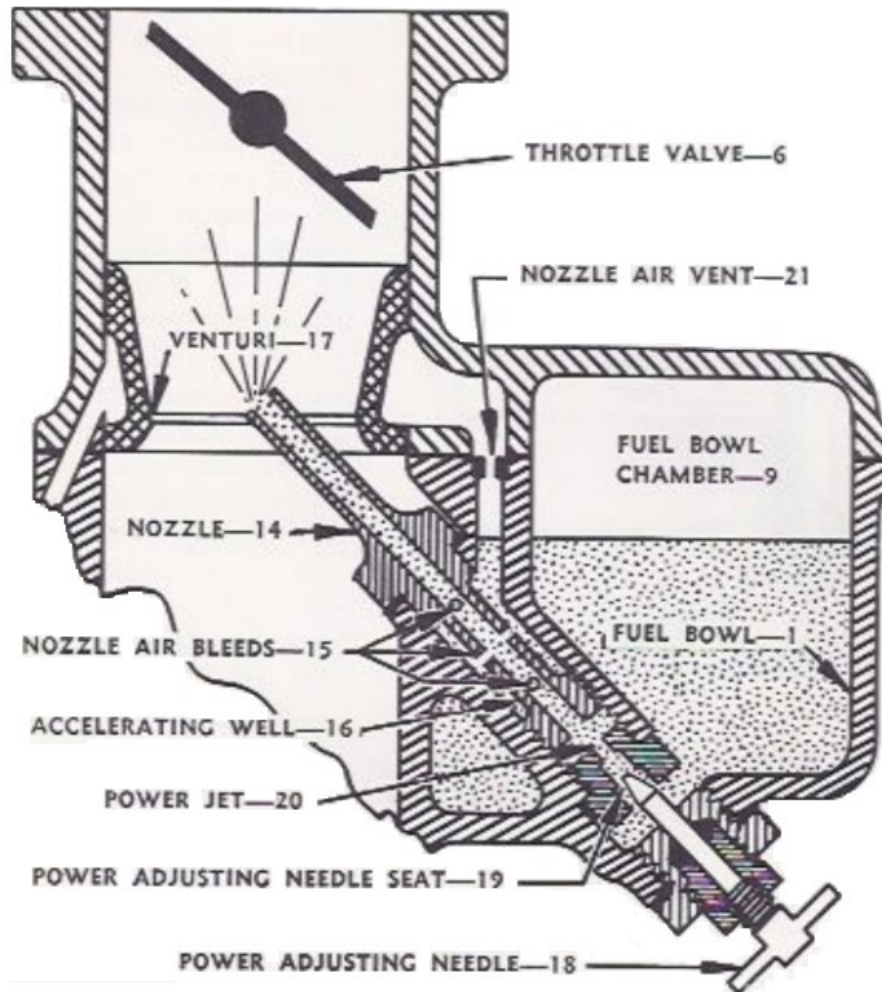 THROTTLE VALVE—6
NOZZLE AIR VENT—21
VENTURI—17
FUEL BOWL
CHAMBER—9
NOZZLE—14
FUEL BOWL—1
NOZZLE AIR BLEEDS—15
ACCELERATING WELL—16
POWER JET—20
POWER ADJUSTING NEEDLE SEAT—19
POWER ADJUSTING NEEDLE—18